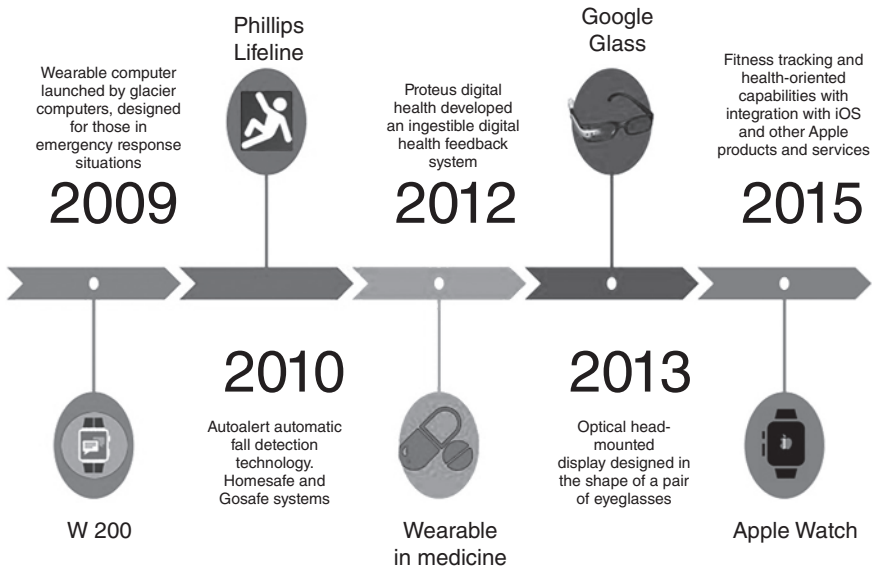 Wearable computer
launched by glacier
computers, designed
for those in
emergency response
situations
2009
W 200
Phillips
Lifeline
2010
Autoalert automatic
fall detection
technology.
Homesafe and
Gosafe systems
Proteus digital
health developed
an ingestible digital
health feedback
system
2012
Wearable
in medicine
Google
Glass
2013
Optical head-
mounted
display designed in
the shape of a pair
of eyeglasses
Fitness tracking and
health-oriented
capabilities with
integration with iOS
and other Apple
products and services
2015
Apple Watch